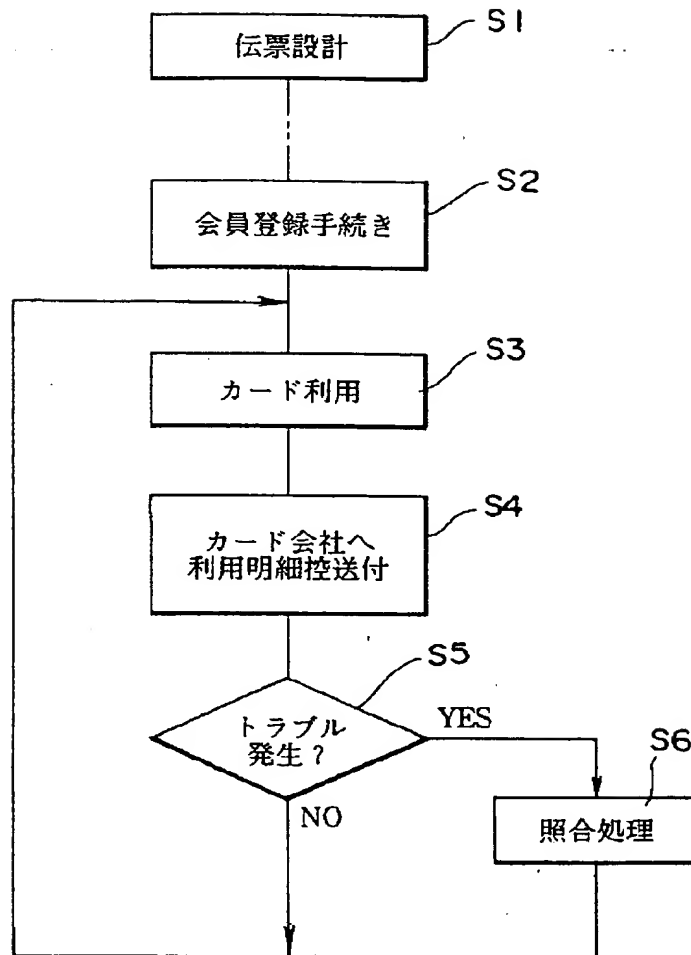 伝票設計
S1
会員登録手続き
S2
カード利用
S3
カード会社へ
利用明細控送付
S4
トラブル
発生？
S5
YES
NO
照合処理
S6